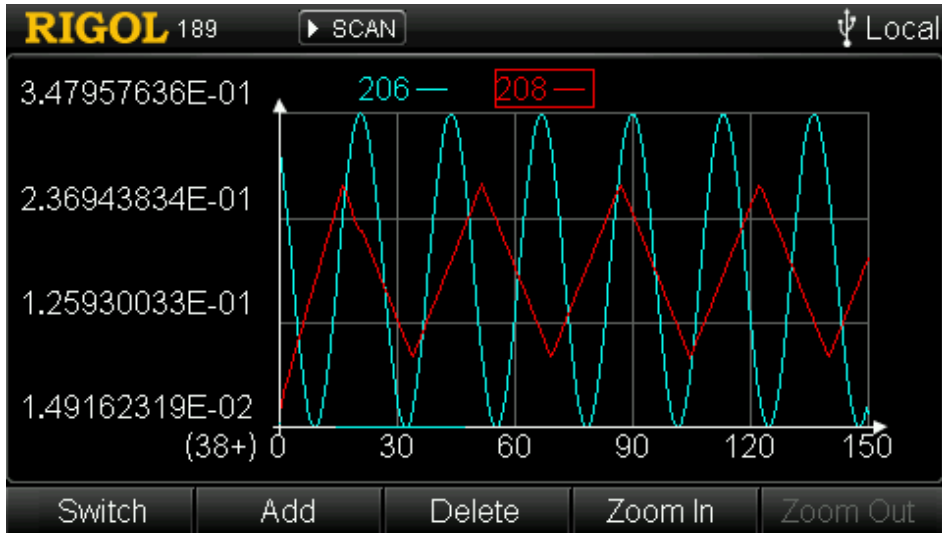 RIGOL 189 SCAN Local
3.47957636E-01 206 208
2.36943834E-01
1.25930033E-01
1.49162319E-02
(38+) 0 30 60 90 120 150
Switch Add Delete Zoom In Zoom Out